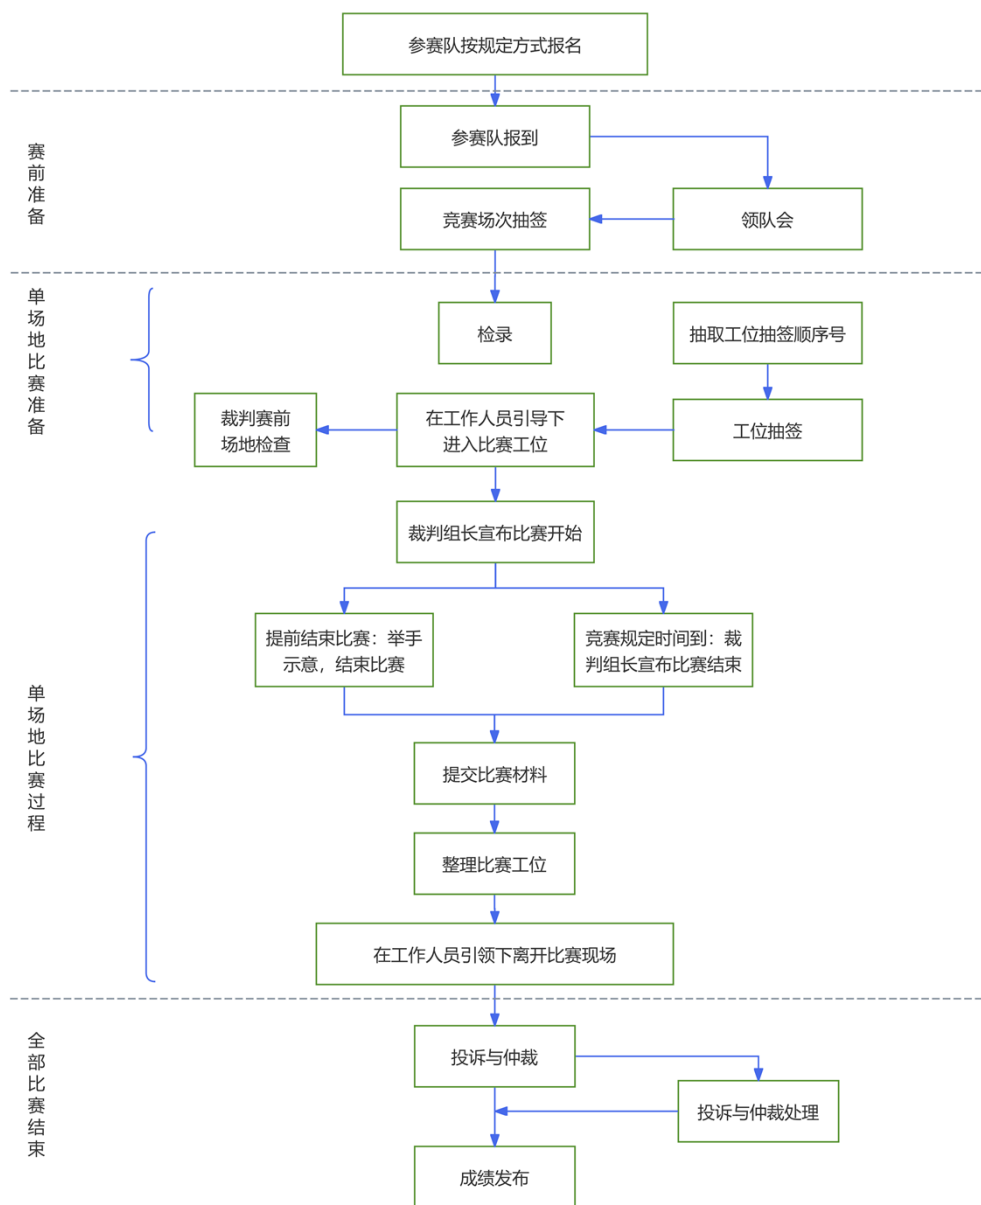 参赛队按规定方式报名
赛前准备
参赛队报到
竞赛场次抽签
领队会
单场地比赛准备
检录
抽取工位抽签顺序号
裁判赛前
场地检查
在工作人员引导下
进入比赛工位
工位抽签
单场地比赛过程
裁判组长宣布比赛开始
提前结束比赛：举手
示意，结束比赛
竞赛规定时间到：裁
判组长宣布比赛结束
提交比赛材料
整理比赛工位
在工作人员引领下离开比赛现场
全部比赛结束
投诉与仲裁
投诉与仲裁处理
成绩发布